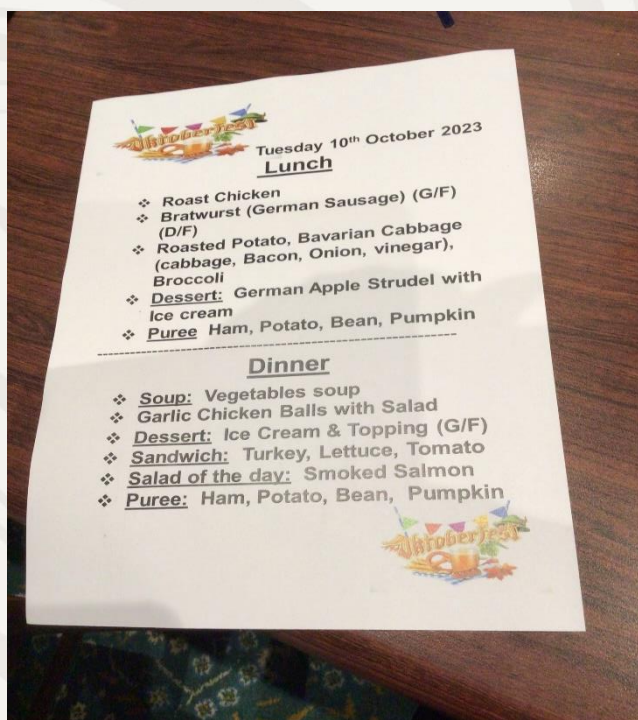 Oktoberfest
Tuesday 10th October 2023
Lunch
❖ Roast Chicken
❖ Bratwurst (German Sausage) (G/F)
(D/F)
❖ Roasted Potato, Bavarian Cabbage
(cabbage, Bacon, Onion, vinegar),
Broccoli
❖ Dessert: German Apple Strudel with
Ice cream
❖ Puree Ham, Potato, Bean, Pumpkin
Dinner
❖ Soup: Vegetables soup
❖ Garlic Chicken Balls with Salad
❖ Dessert: Ice Cream & Topping (G/F)
❖ Sandwich: Turkey, Lettuce, Tomato
❖ Salad of the day: Smoked Salmon
❖ Puree: Ham, Potato, Bean, Pumpkin
Oktoberfest